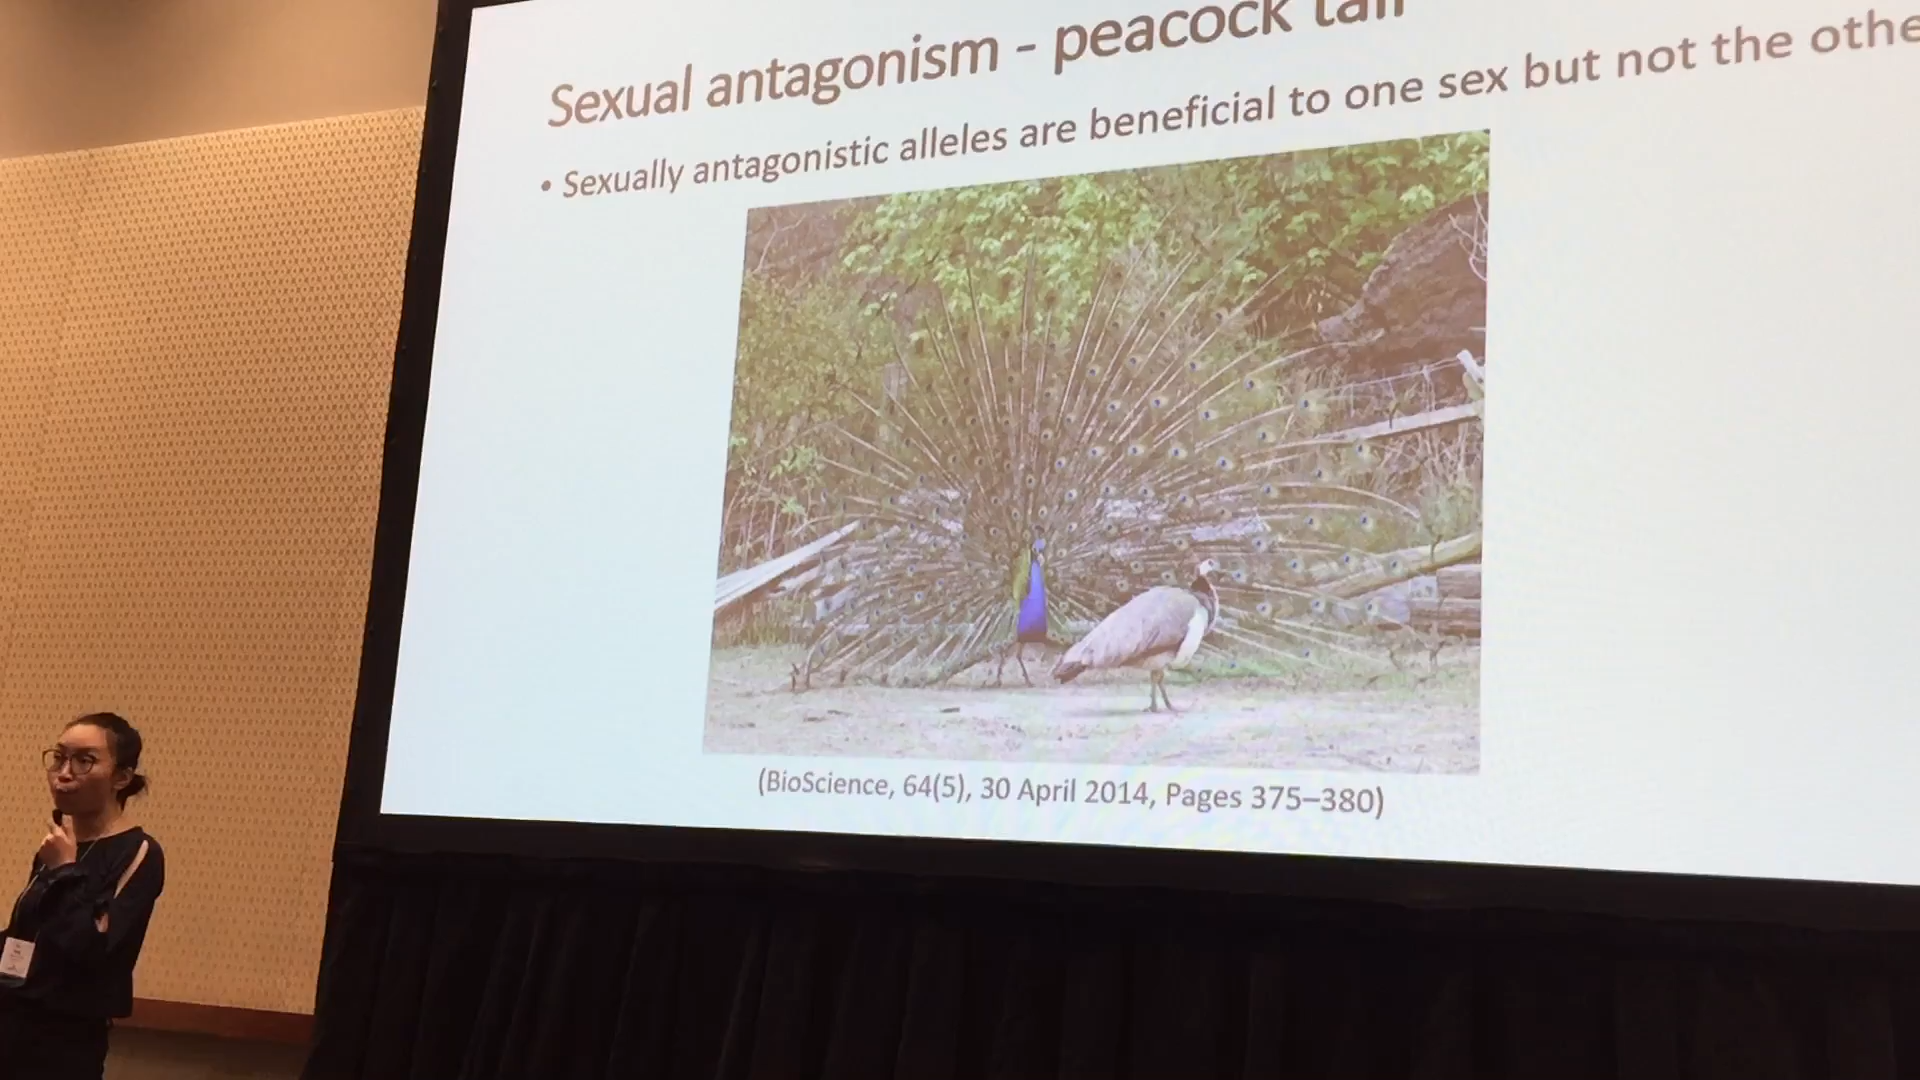 Sexual antagonism - peacock tail
• Sexually antagonistic alleles are beneficial to one sex but not the othe
(BioScience, 64(5), 30 April 2014, Pages 375–380)